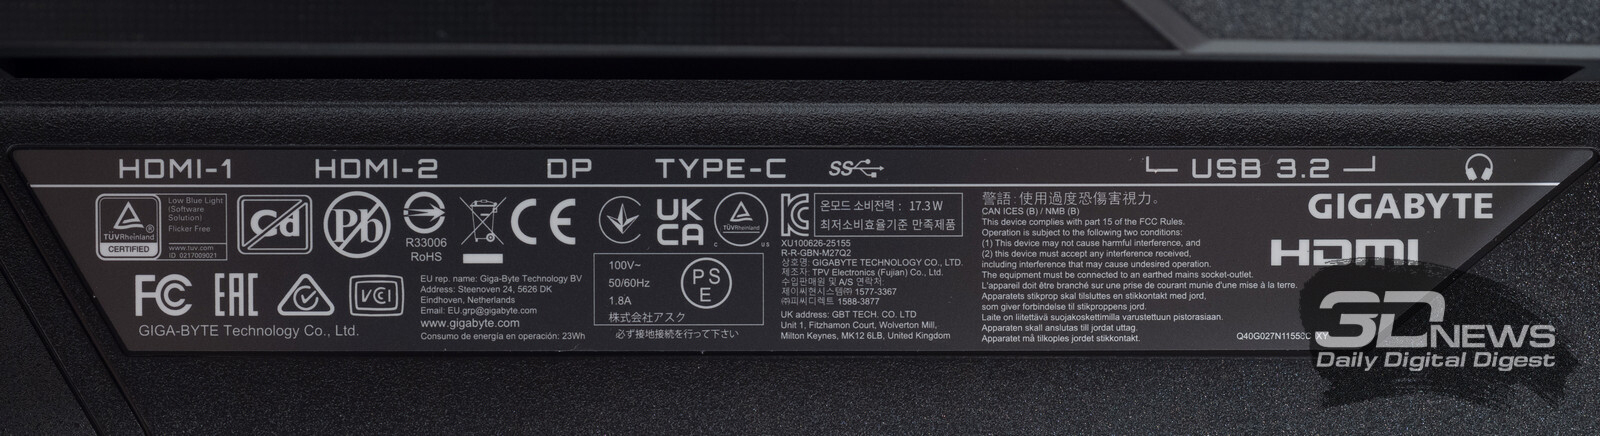 HDMI-1 HDMI-2 DP TYPE-C SS USB 3.2
TÜVRheinland
CERTIFIED
Low Blue Light
(Software
Solution)
Flicker Free
www.tuv.com
ID 0217009021
Cd
Pb
R33006
RoHS
CE
UK
CA
TÜVRheinland
C US
온모드 소비전력 : 17.3 W
최저소비효율기준 만족제품
XU100626-25155
R-R-GBN-M27Q2
상호명: GIGABYTE TECHNOLOGY CO., LTD.
제조자: TPV Electronics (Fujian) Co., Ltd.
수입판매원 및 A/S 연락처:
제이씨현시스템㈜ 1577-3367
㈜피씨디렉트 1588-3877
UK address: GBT TECH. CO. LTD
Unit 1, Fitzhamon Court, Wolverton Mill,
Milton Keynes, MK12 6LB, United Kingdom
FC
EAC
VCCI
GIGA-BYTE Technology Co., Ltd.
EU rep. name: Giga-Byte Technology BV
Address: Steenoven 24, 5626 DK
Eindhoven, Netherlands
Email: EU.grp@gigabyte.com
www.gigabyte.com
Consumo de energía en operación: 23Wh
100V~
50/60Hz
1.8A
株式会社アスク
PS
E
必ず接地接続を行って下さい
警語: 使用過度恐傷害視力。
CAN ICES (B) / NMB (B)
This device complies with part 15 of the FCC Rules.
Operation is subject to the following two conditions:
(1) This device may not cause harmful interference, and
(2) this device must accept any interference received,
including interference that may cause undesired operation.
The equipment must be connected to an earthed mains socket-outlet.
L'appareil doit être branché sur une prise de courant munie d'une mise à la terre.
Apparatets stikprop skal tilsluttes en stikkontakt med jord,
som giver forbindelse til stikproppens jord.
Laite on liitettävä suojakoskettimilla varustettuun pistorasiaan.
Apparaten skall anslutas till jordat uttag.
Apparatet må tilkoples jordet stikkontakt.
GIGABYTE
HDMI
3DNEWS
Daily Digital Digest